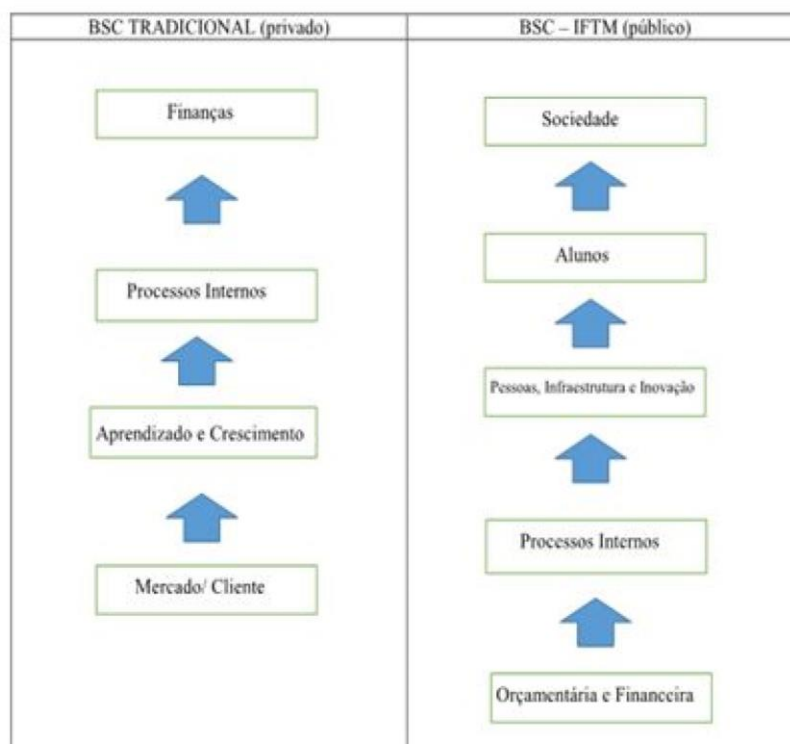 BSC TRADICIONAL (privado)
BSC – IFTM (público)
Finanças
Processos Internos
Aprendizado e Crescimento
Mercado/ Cliente
Sociedade
Alunos
Pessoas, Infraestrutura e Inovação
Processos Internos
Orçamentária e Financeira